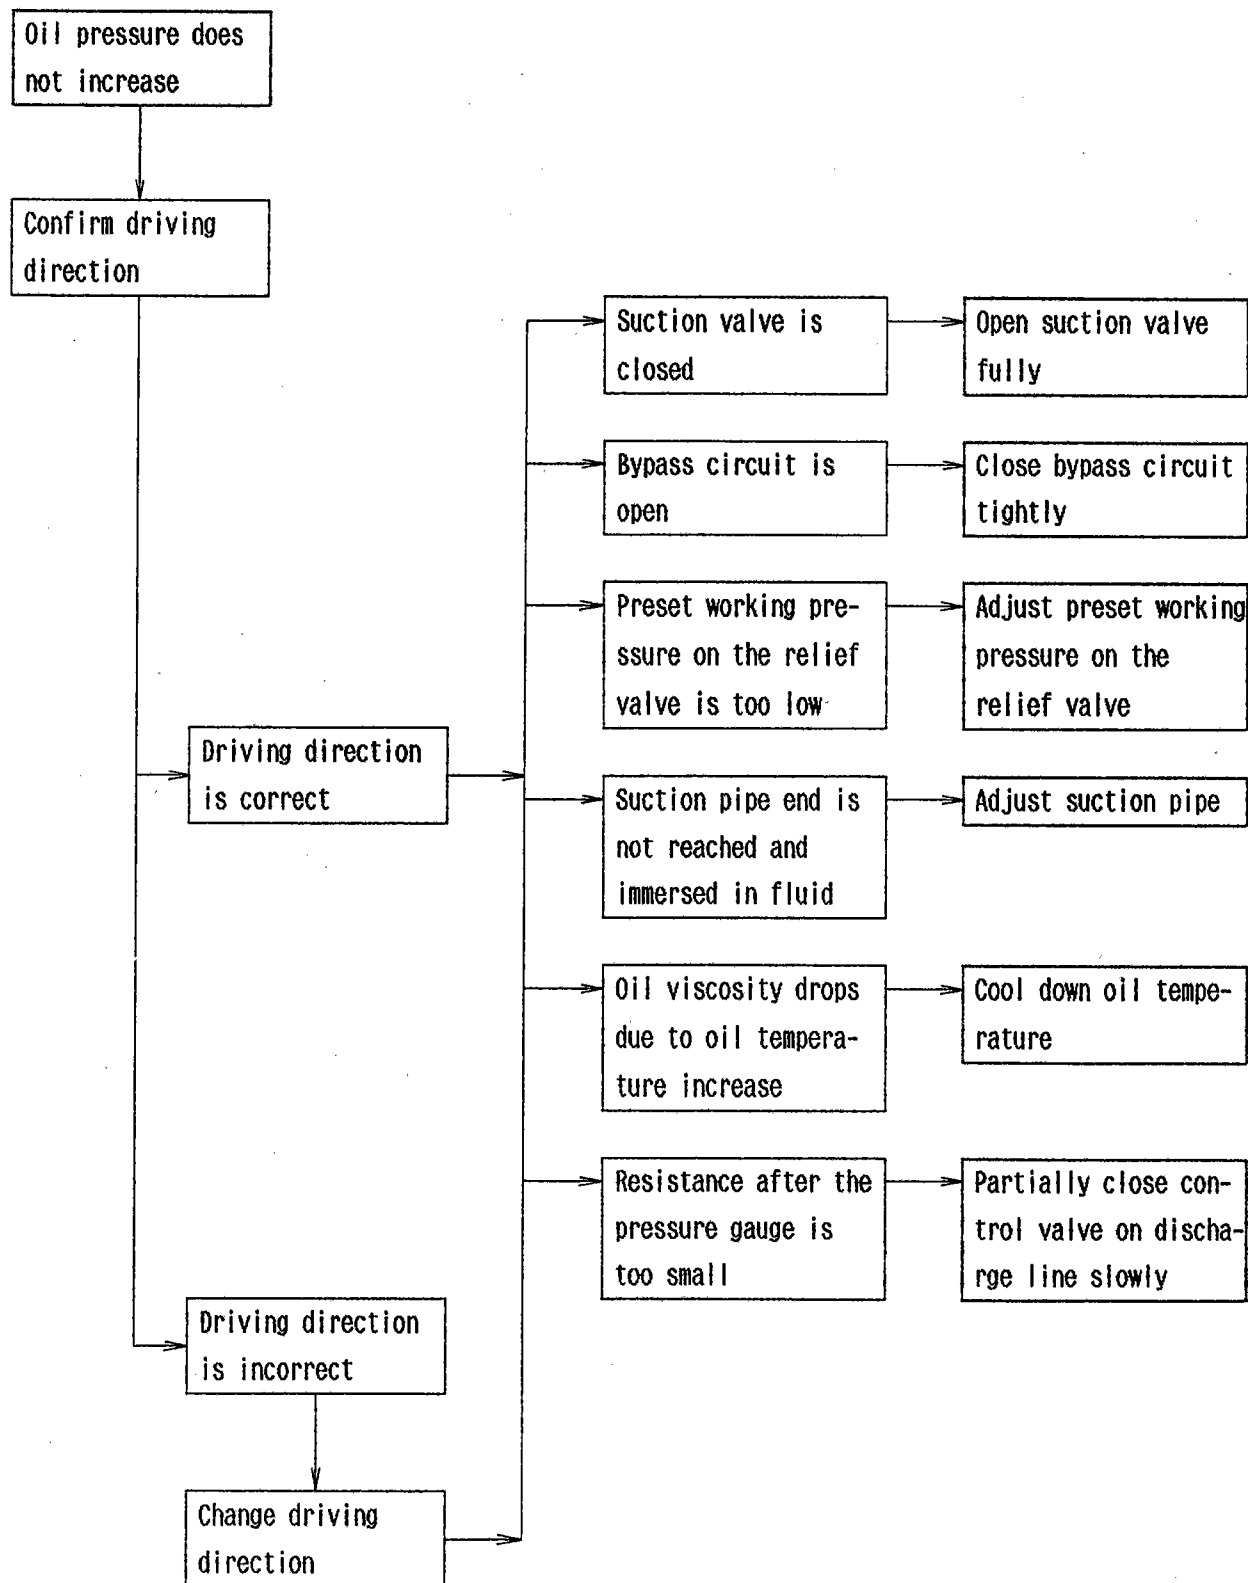 Oil pressure does
not increase
Confirm driving
direction
Suction valve is
closed
Open suction valve
fully
Bypass circuit is
open
Close bypass circuit
tightly
Preset working pre-
ssure on the relief
valve is too low
Adjust preset working
pressure on the
relief valve
Driving direction
is correct
Suction pipe end is
not reached and
immersed in fluid
Adjust suction pipe
Oil viscosity drops
due to oil tempera-
ture increase
Cool down oil tempe-
rature
Resistance after the
pressure gauge is
too small
Partially close con-
trol valve on discha-
rge line slowly
Driving direction
is incorrect
Change driving
direction